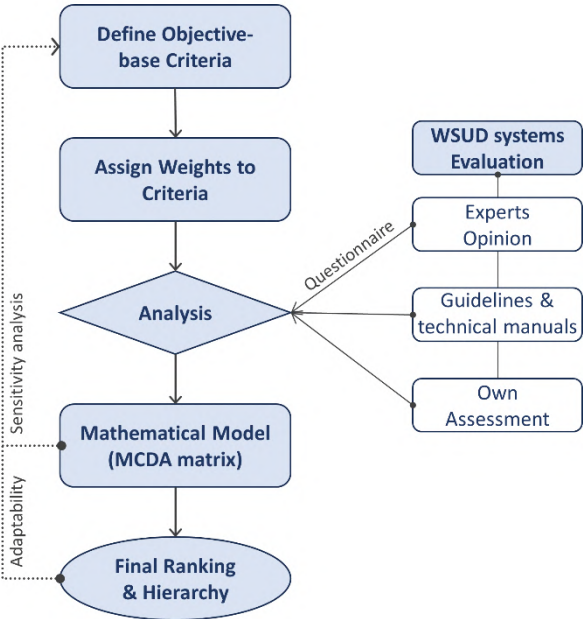 Define Objective-
base Criteria
Assign Weights to
Criteria
Analysis
Mathematical Model
(MCDA matrix)
Final Ranking
& Hierarchy
WSUD systems
Evaluation
Experts
Opinion
Guidelines &
technical manuals
Own
Assessment
Questionnaire
Sensitivity analysis
Adaptability